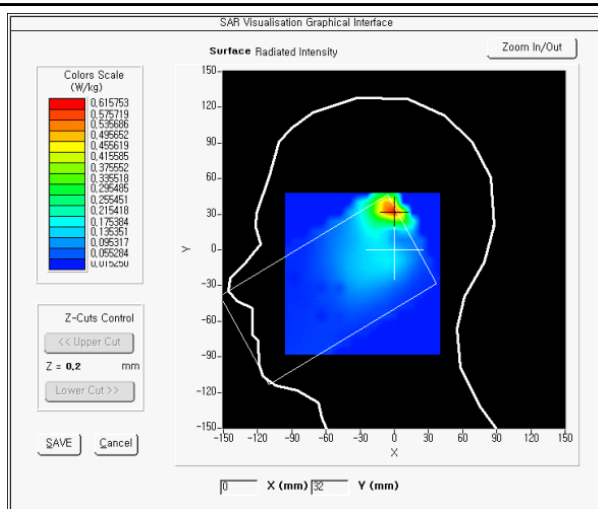 SAR Visualisation Graphical Interface
Surface Radiated Intensity
Zoom In/Out
Colors Scale
(W/kg)
0.615753
0.575719
0.535686
0.495652
0.455619
0.415585
0.375552
0.335518
0.295485
0.255451
0.215418
0.175384
0.135351
0.095317
0.055284
0.015250
Z-Cuts Control
<< Upper Cut
Z = 0.2 mm
Lower Cut >>
SAVE Cancel
150
120
90
60
30
0
-30
-60
-90
-120
-150
Y
-150 -120 -90 -60 -30 0 30 60 90 120 150
X
0 X (mm) 32 Y (mm)